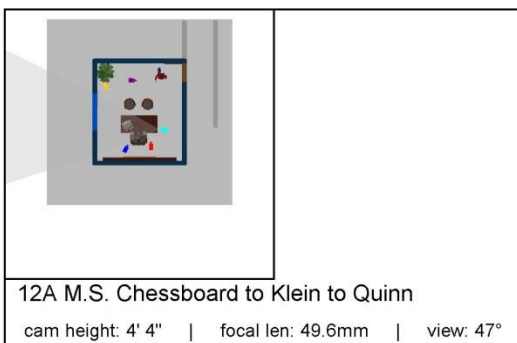 12A M.S. Chessboard to Klein to Quinn
cam height: 4' 4" | focal len: 49.6mm | view: 47°